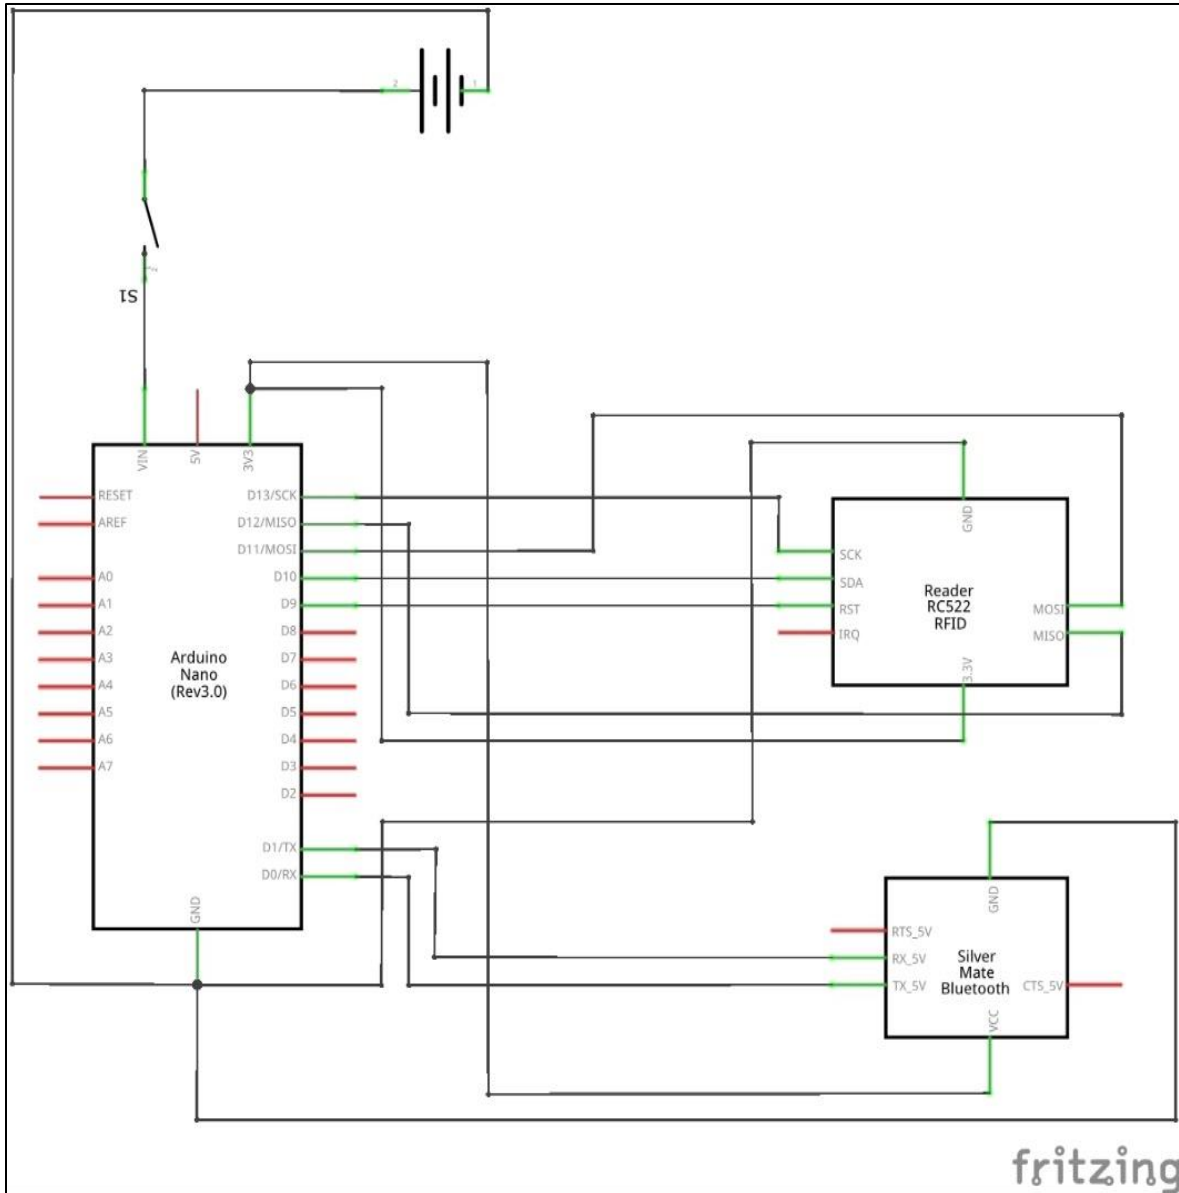 2
1
2
S1
VIN
5V
3V3
RESET
AREF
A0
A1
A2
A3
A4
A5
A6
A7
D13/SCK
D12/MISO
D11/MOSI
D10
D9
D8
D7
D6
D5
D4
D3
D2
D1/TX
D0/RX
Arduino
Nano
(Rev3.0)
GND
GND
SCK
SDA
RST
IRQ
Reader
RC522
RFID
MOSI
MISO
3.3V
GND
RTS_5V
RX_5V
TX_5V
Silver
Mate
Bluetooth
CTS_5V
VCC
fritzing